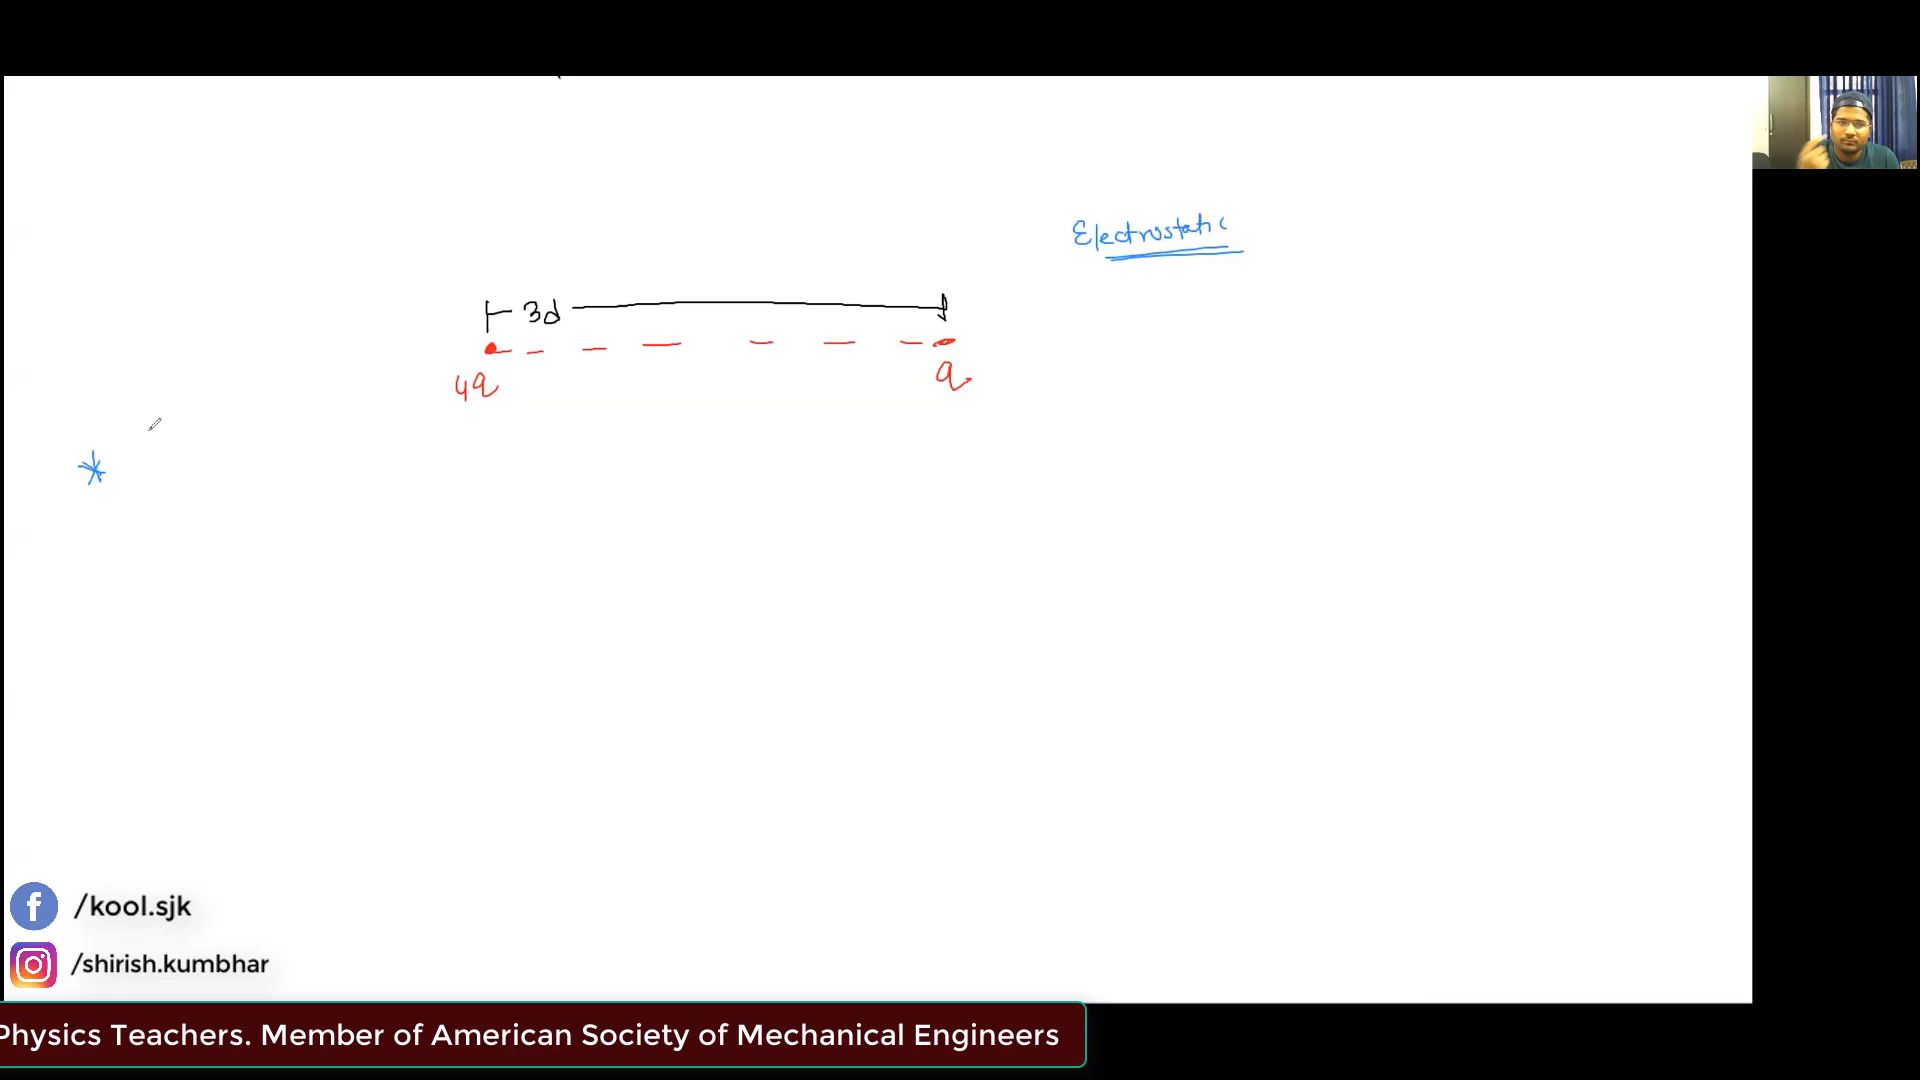 Electrostatic
3d
4q
q
*
/kool.sjk
/shirish.kumbhar
Physics Teachers. Member of American Society of Mechanical Engineers